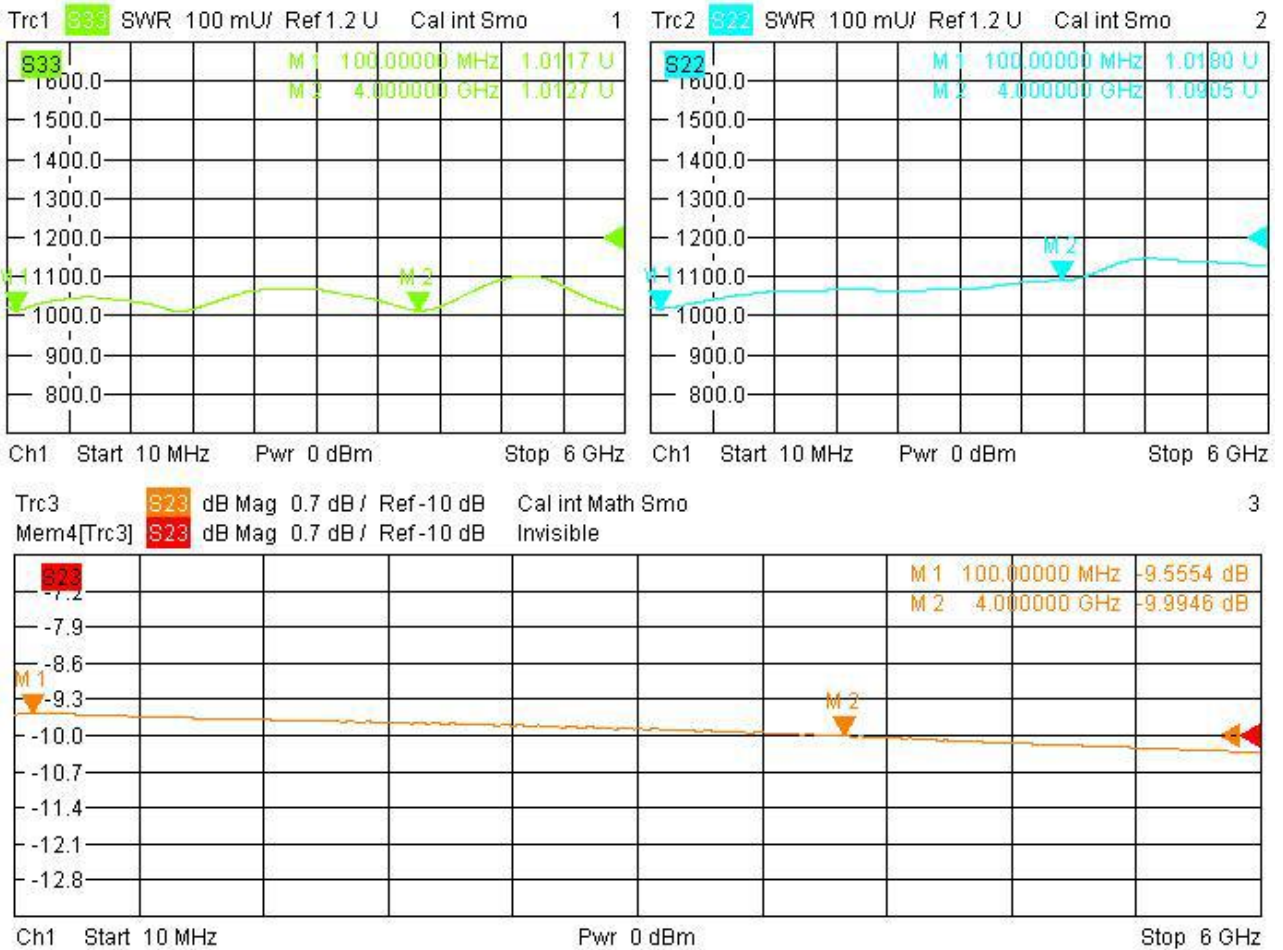 Trc1 S33 SWR 100 mU/ Ref 1.2 U Cal int Smo 1
S33
M 1 100.00000 MHz 1.0117 U
M 2 4.000000 GHz 1.0127 U
1600.0
1500.0
1400.0
1300.0
1200.0
1100.0
1000.0
900.0
800.0
M 1
M 2
Ch1 Start 10 MHz Pwr 0 dBm Stop 6 GHz
Trc2 S22 SWR 100 mU/ Ref 1.2 U Cal int Smo 2
S22
M 1 100.00000 MHz 1.0180 U
M 2 4.000000 GHz 1.0905 U
1600.0
1500.0
1400.0
1300.0
1200.0
1100.0
1000.0
900.0
800.0
M 1
M 2
Ch1 Start 10 MHz Pwr 0 dBm Stop 6 GHz
Trc3 S23 dB Mag 0.7 dB / Ref -10 dB Cal int Math Smo 3
Mem4[Trc3] S23 dB Mag 0.7 dB / Ref -10 dB Invisible
S23
M 1 100.00000 MHz -9.5554 dB
M 2 4.000000 GHz -9.9946 dB
-7.2
-7.9
-8.6
-9.3
-10.0
-10.7
-11.4
-12.1
-12.8
M 1
M 2
Ch1 Start 10 MHz Pwr 0 dBm Stop 6 GHz